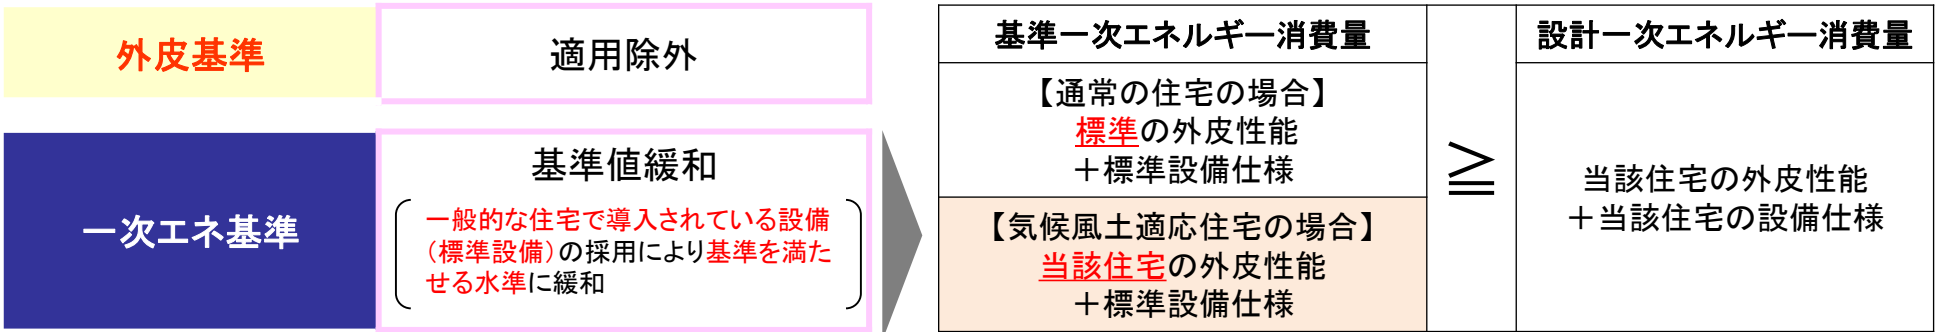 外皮基準
適用除外
一次エネ基準
基準値緩和
一般的な住宅で導入されている設備
(標準設備)の採用により基準を満た
せる水準に緩和
基準一次エネルギー消費量
【通常の住宅の場合】
標準の外皮性能
＋標準設備仕様
【気候風土適応住宅の場合】
当該住宅の外皮性能
＋標準設備仕様
≧
設計一次エネルギー消費量
当該住宅の外皮性能
＋当該住宅の設備仕様